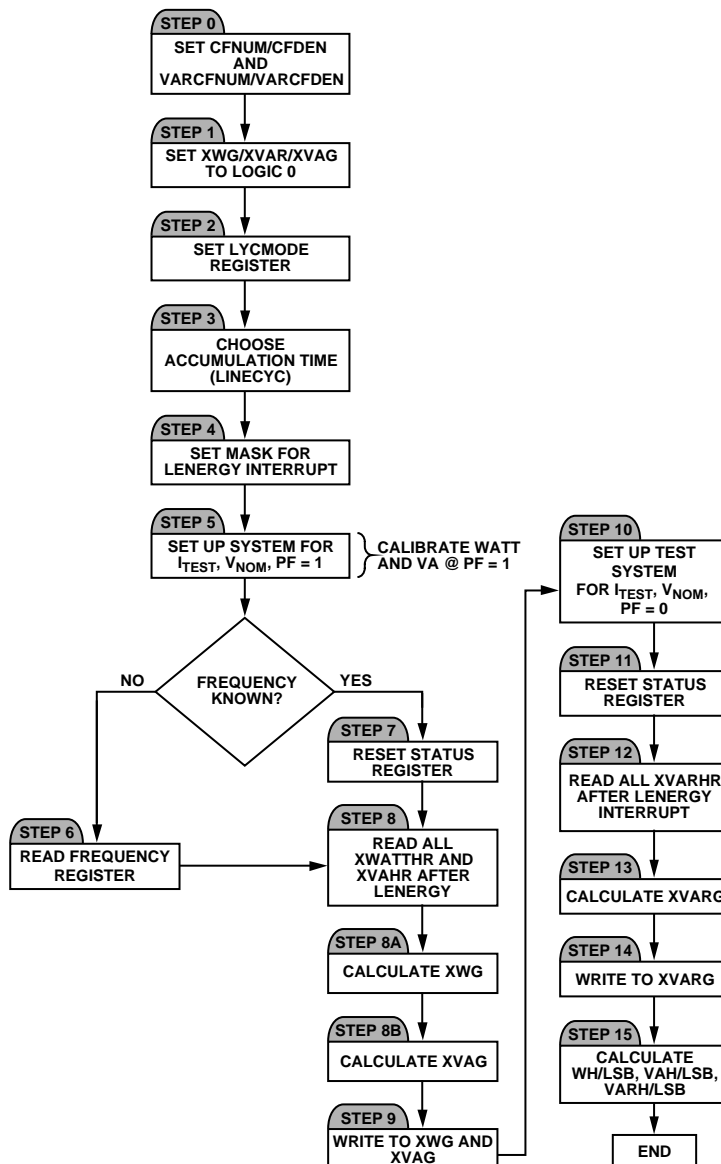 STEP 0
SET CFNUM/CFDEN
AND
VARCFNUM/VARCFDEN
STEP 1
SET XWG/XVAR/XVAG
TO LOGIC 0
STEP 2
SET LYCMODE
REGISTER
STEP 3
CHOOSE
ACCUMULATION TIME
(LINECYC)
STEP 4
SET MASK FOR
LENERGY INTERRUPT
STEP 5
SET UP SYSTEM FOR
ITEST, VNOM, PF = 1
CALIBRATE WATT
AND VA @ PF = 1
FREQUENCY
KNOWN?
NO
YES
STEP 6
READ FREQUENCY
REGISTER
STEP 7
RESET STATUS
REGISTER
STEP 8
READ ALL
XWATTHR AND
XVAHR AFTER
LENERGY
STEP 8A
CALCULATE XWG
STEP 8B
CALCULATE XVAG
STEP 9
WRITE TO XWG AND
XVAG
STEP 10
SET UP TEST
SYSTEM
FOR ITEST, VNOM,
PF = 0
STEP 11
RESET STATUS
REGISTER
STEP 12
READ ALL XVARHR
AFTER LENERGY
INTERRUPT
STEP 13
CALCULATE XVARG
STEP 14
WRITE TO XVARG
STEP 15
CALCULATE
WH/LSB, VAH/LSB,
VARH/LSB
END